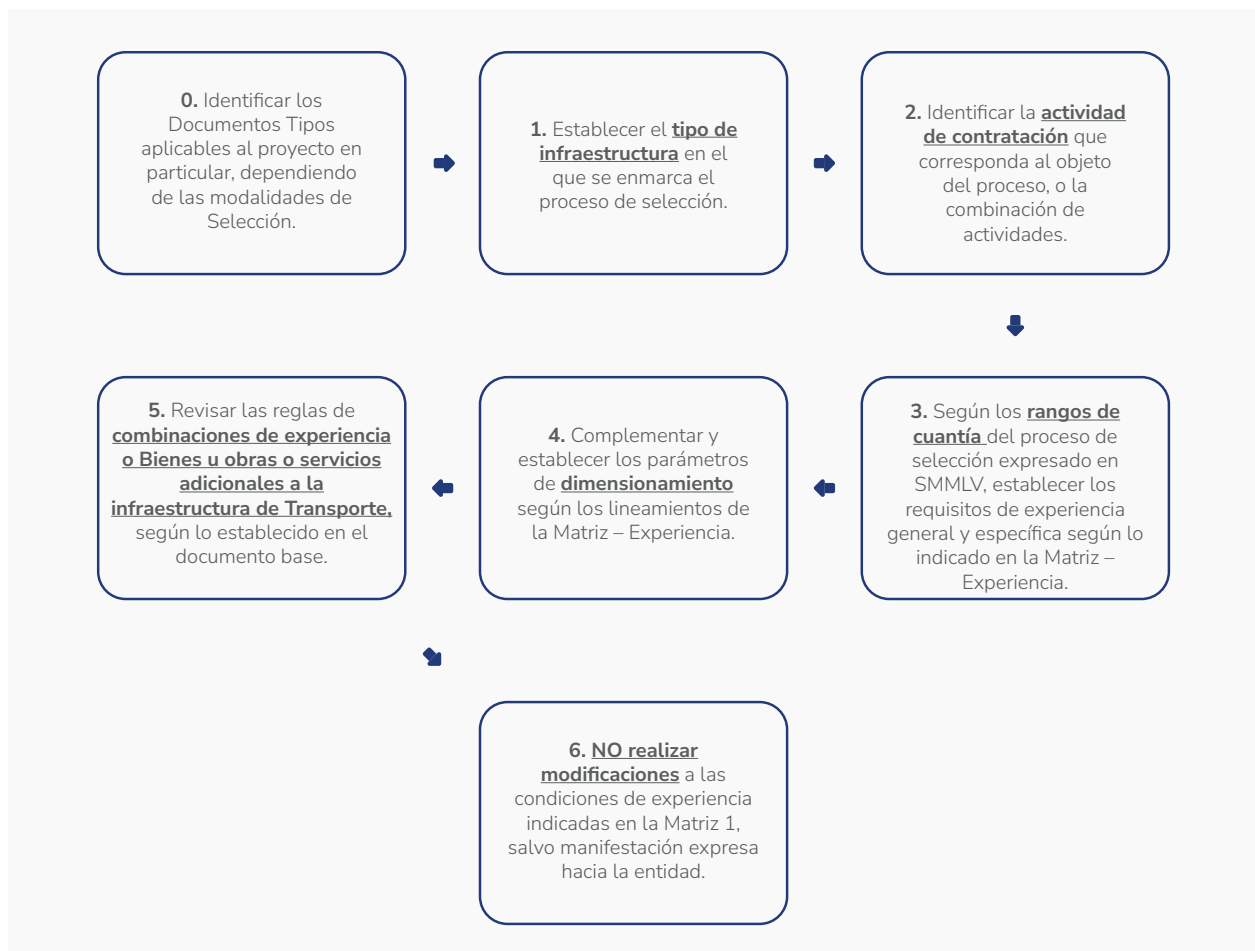 0. Identificar los
Documentos Tipos
aplicables al proyecto en
particular, dependiendo
de las modalidades de
Selección.
1. Establecer el tipo de
infraestructura en el
que se enmarca el
proceso de selección.
2. Identificar la actividad
de contratación que
corresponda al objeto
del proceso, o la
combinación de
actividades.
3. Según los rangos de
cuantía del proceso de
selección expresado en
SMMLV, establecer los
requisitos de experiencia
general y específica según lo
indicado en la Matriz –
Experiencia.
4. Complementar y
establecer los parámetros
de dimensionamiento
según los lineamientos de
la Matriz – Experiencia.
5. Revisar las reglas de
combinaciones de experiencia
o Bienes u obras o servicios
adicionales a la
infraestructura de Transporte,
según lo establecido en el
documento base.
6. NO realizar
modificaciones a las
condiciones de experiencia
indicadas en la Matriz 1,
salvo manifestación expresa
hacia la entidad.